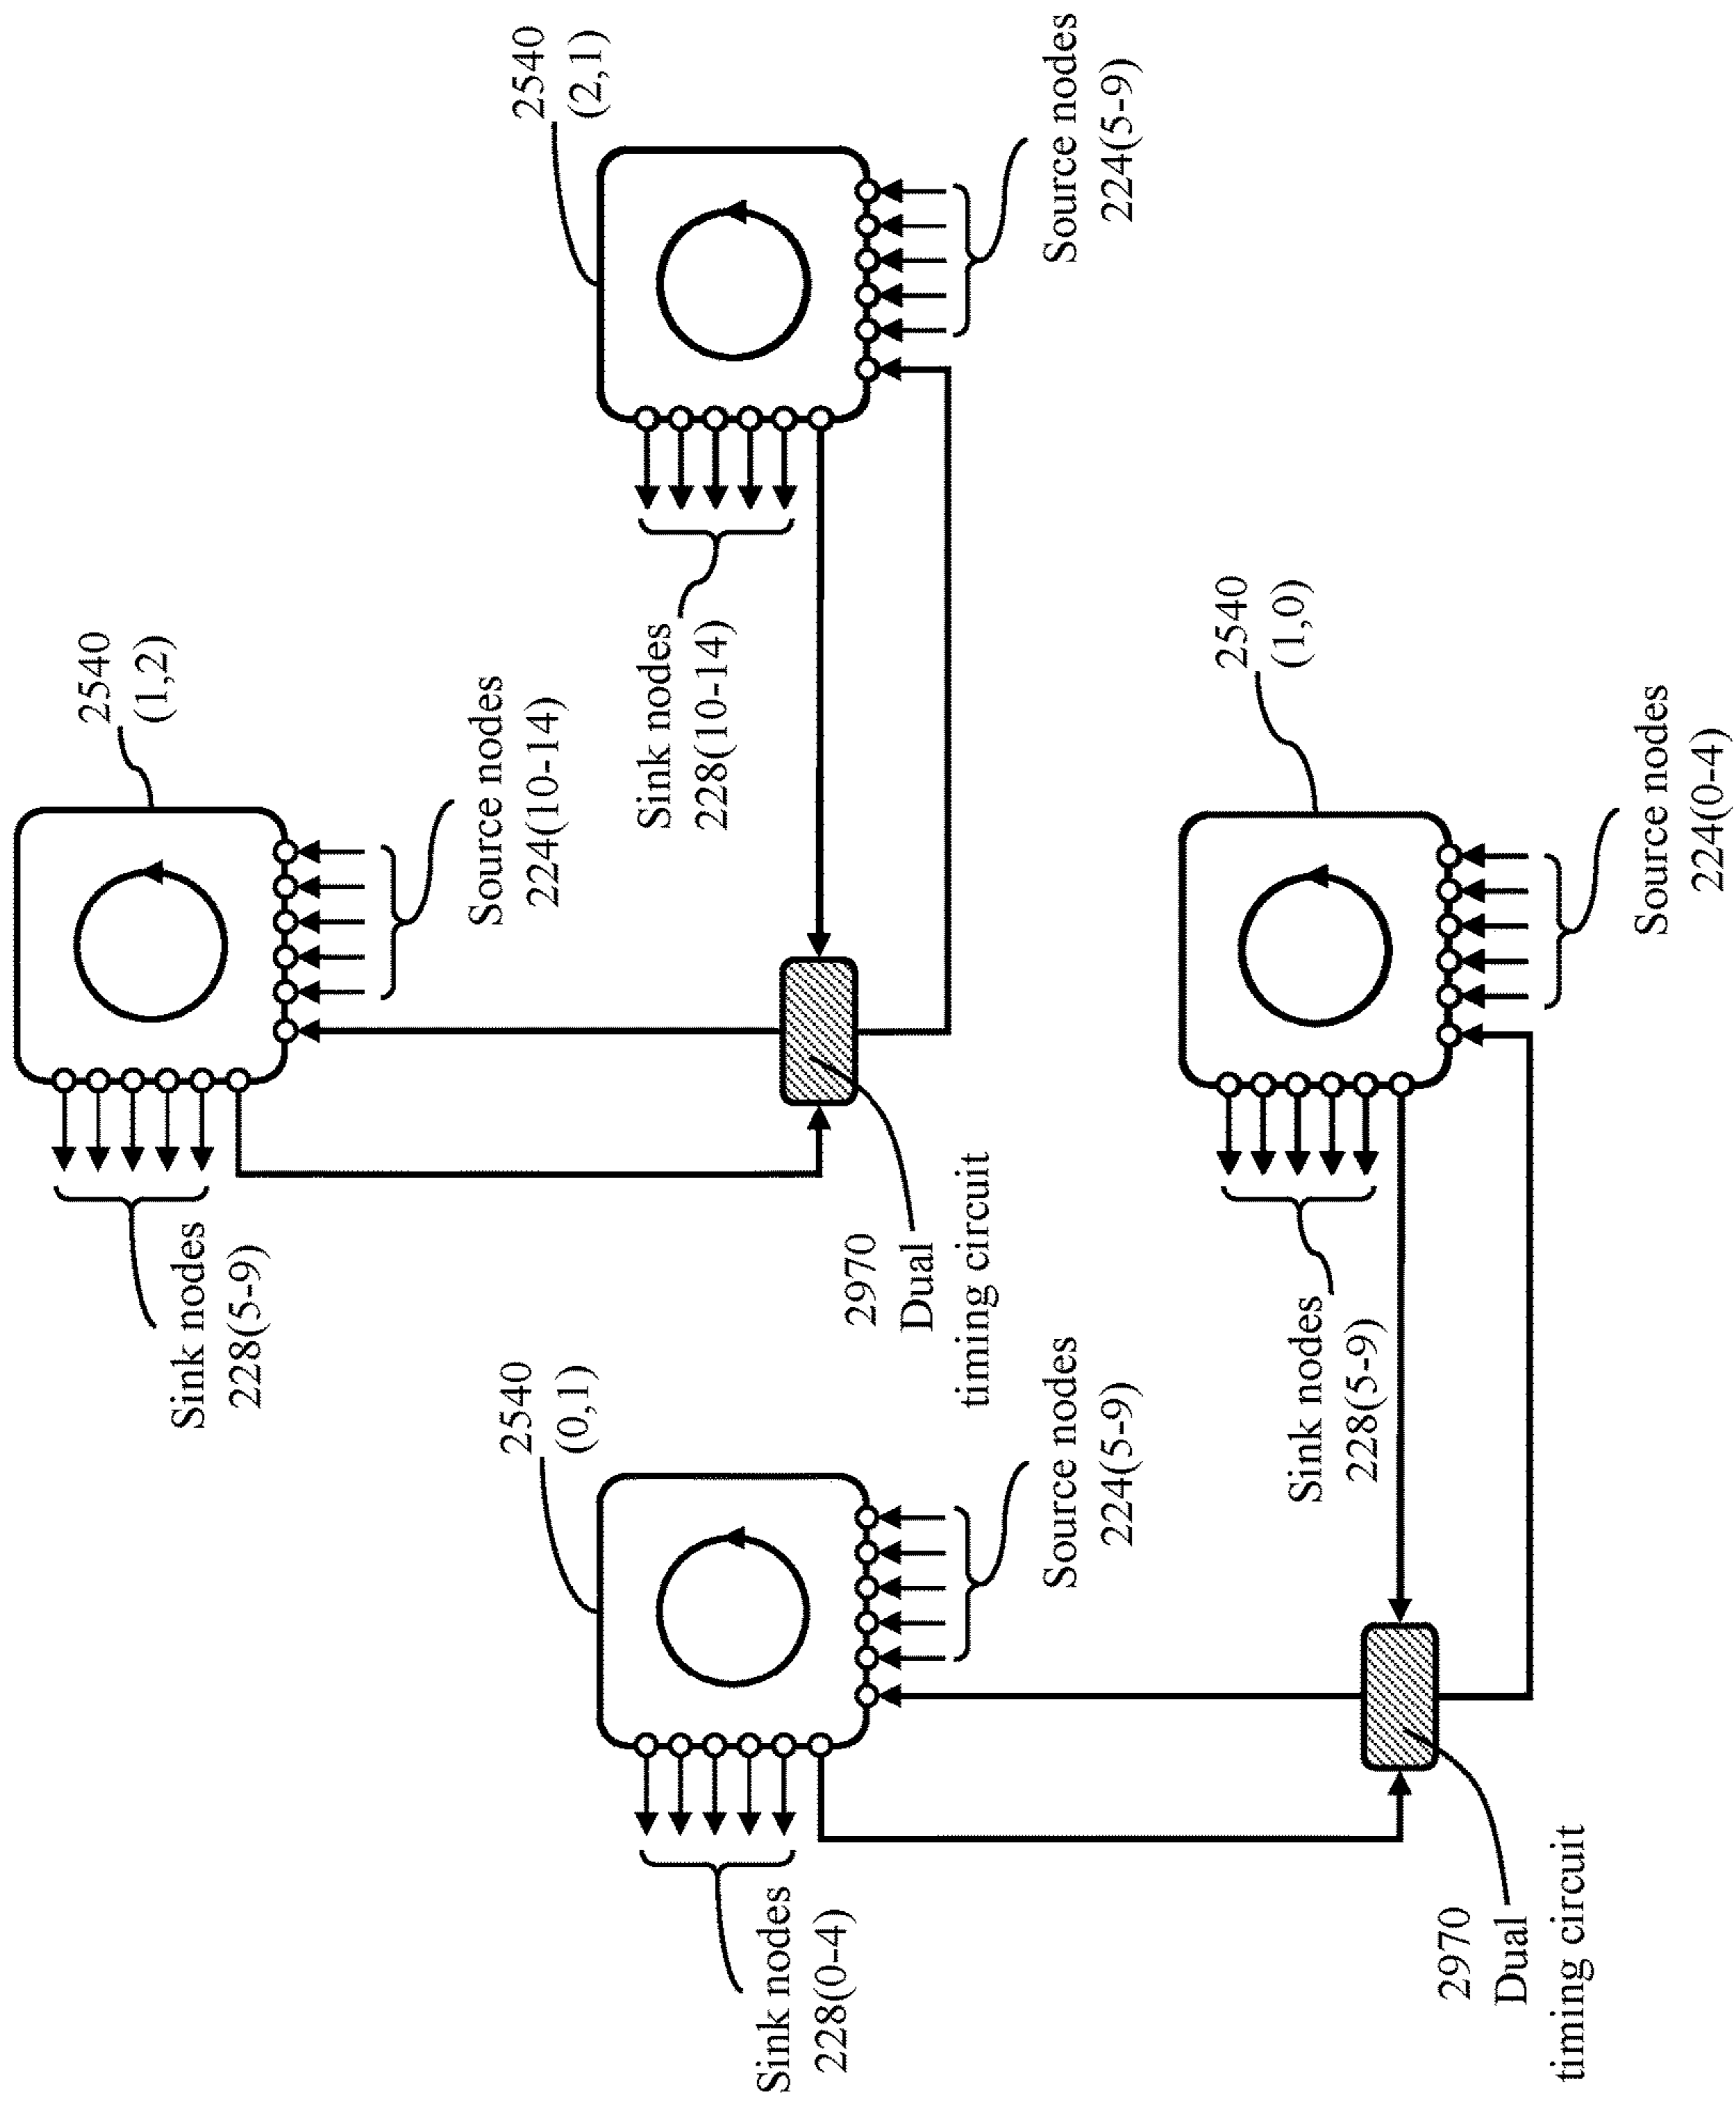 2540
(1,2)
Source nodes
224(10-14)
Sink nodes
228(5-9)
2540
(2,1)
Source nodes
224(5-9)
Sink nodes
228(10-14)
2970
Dual
timing circuit
2540
(0,1)
Source nodes
224(5-9)
Sink nodes
228(0-4)
2540
(1,0)
Source nodes
224(0-4)
Sink nodes
228(5-9)
2970
Dual
timing circuit